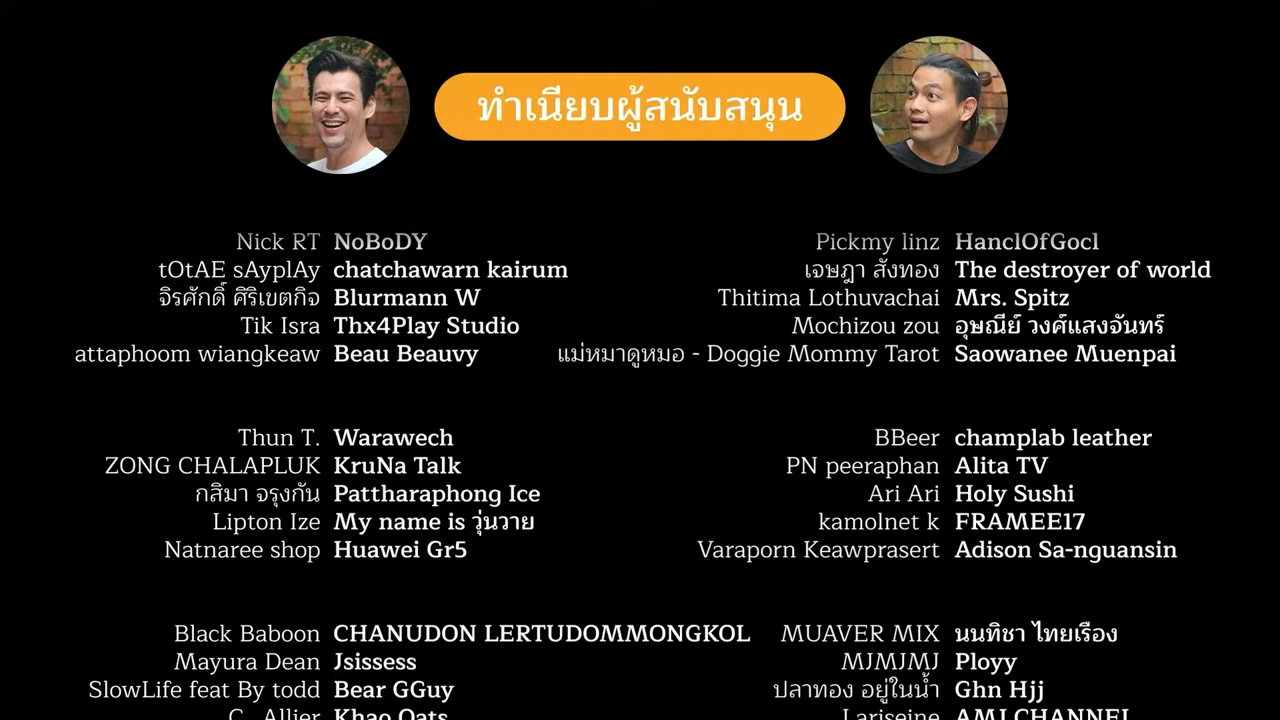 ทำเนียบผู้สนับสนุน
Nick RT NoBoDY
tOtAE sAyplAy chatchawarn kairum
จิรศักดิ์ ศิริเขตกิจ Blurmann W
Tik Isra Thx4Play Studio
attaphoom wiangkeaw Beau Beauvy
Pickmy linz HanclOfGocl
เจษฎา สังทอง The destroyer of world
Thitima Lothuvachai Mrs. Spitz
Mochizou zou อุษณีย์ วงศ์แสงจันทร์
แม่หมาดูหมอ - Doggie Mommy Tarot Saowanee Muenpai
Thun T. Warawech
ZONG CHALAPLUK KruNa Talk
กสิมา จรุงกัน Pattharaphong Ice
Lipton Ize My name is วุ่นวาย
Natnaree shop Huawei Gr5
BBeer champlab leather
PN peeraphan Alita TV
Ari Ari Holy Sushi
kamolnet k FRAMEE17
Varaporn Keawprasert Adison Sa-nguansin
Black Baboon CHANUDON LERTUDOMMONGKOL
Mayura Dean Jsissess
SlowLife feat By todd Bear GGuy
Allier Khao Oats
MUAVER MIX นนทิชา ไทยเรือง
MJMJMJ Ployy
ปลาทอง อยู่ในน้ำ Ghn Hjj
Lariseine AMJ CHANNEL